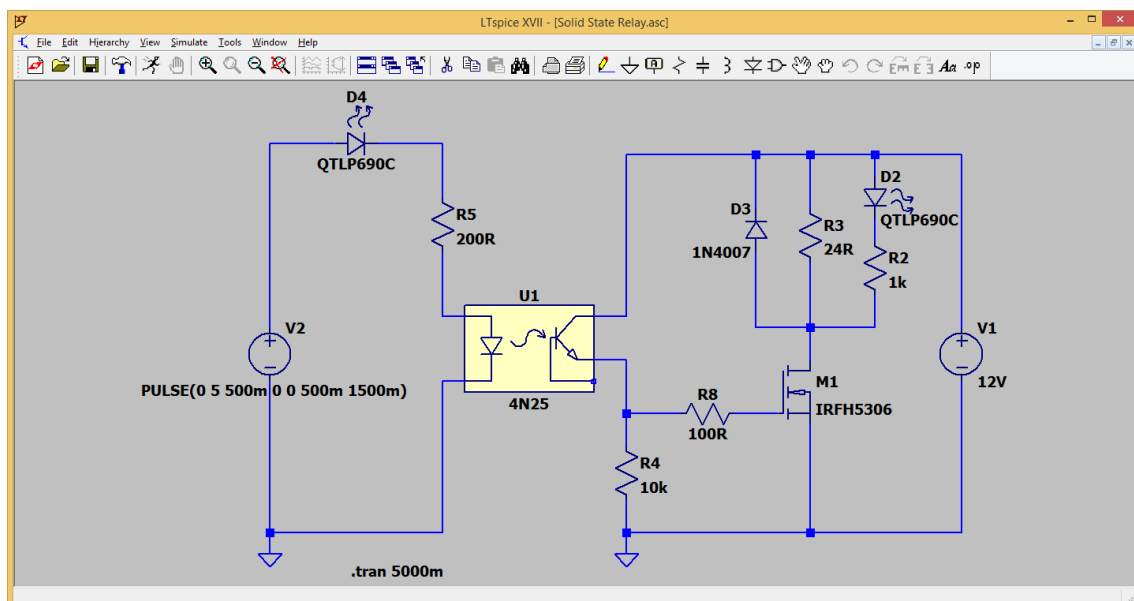 LTspice XVII - [Solid State Relay.asc]
File Edit Hierarchy View Simulate Tools Window Help
Aa .op
D4
QTLP690C
R5
200R
V2
PULSE(0 5 500m 0 0 500m 1500m)
U1
4N25
D3
1N4007
R3
24R
D2
QTLP690C
R2
1k
V1
12V
M1
IRFH5306
R8
100R
R4
10k
.tran 5000m